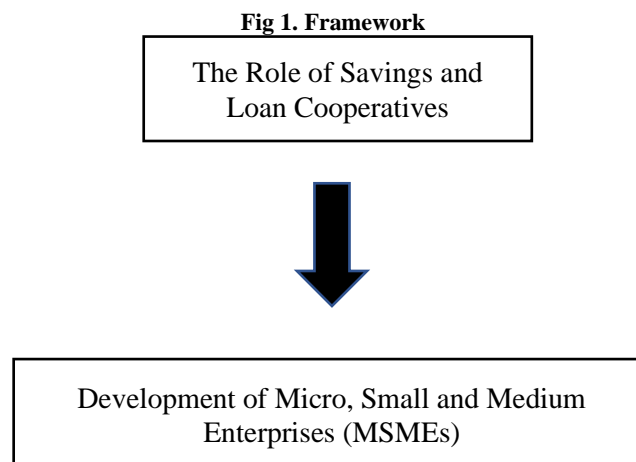 Fig 1. Framework
The Role of Savings and
Loan Cooperatives
Development of Micro, Small and Medium
Enterprises (MSMEs)